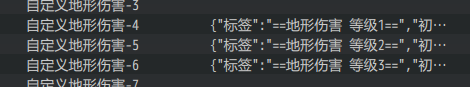 自定义地形伤害-3
自定义地形伤害-4 {"标签":"==地形伤害 等级1==","初…
自定义地形伤害-5 {"标签":"==地形伤害 等级2==","初…
自定义地形伤害-6 {"标签":"==地形伤害 等级3==","初…
自定义地形伤害-7